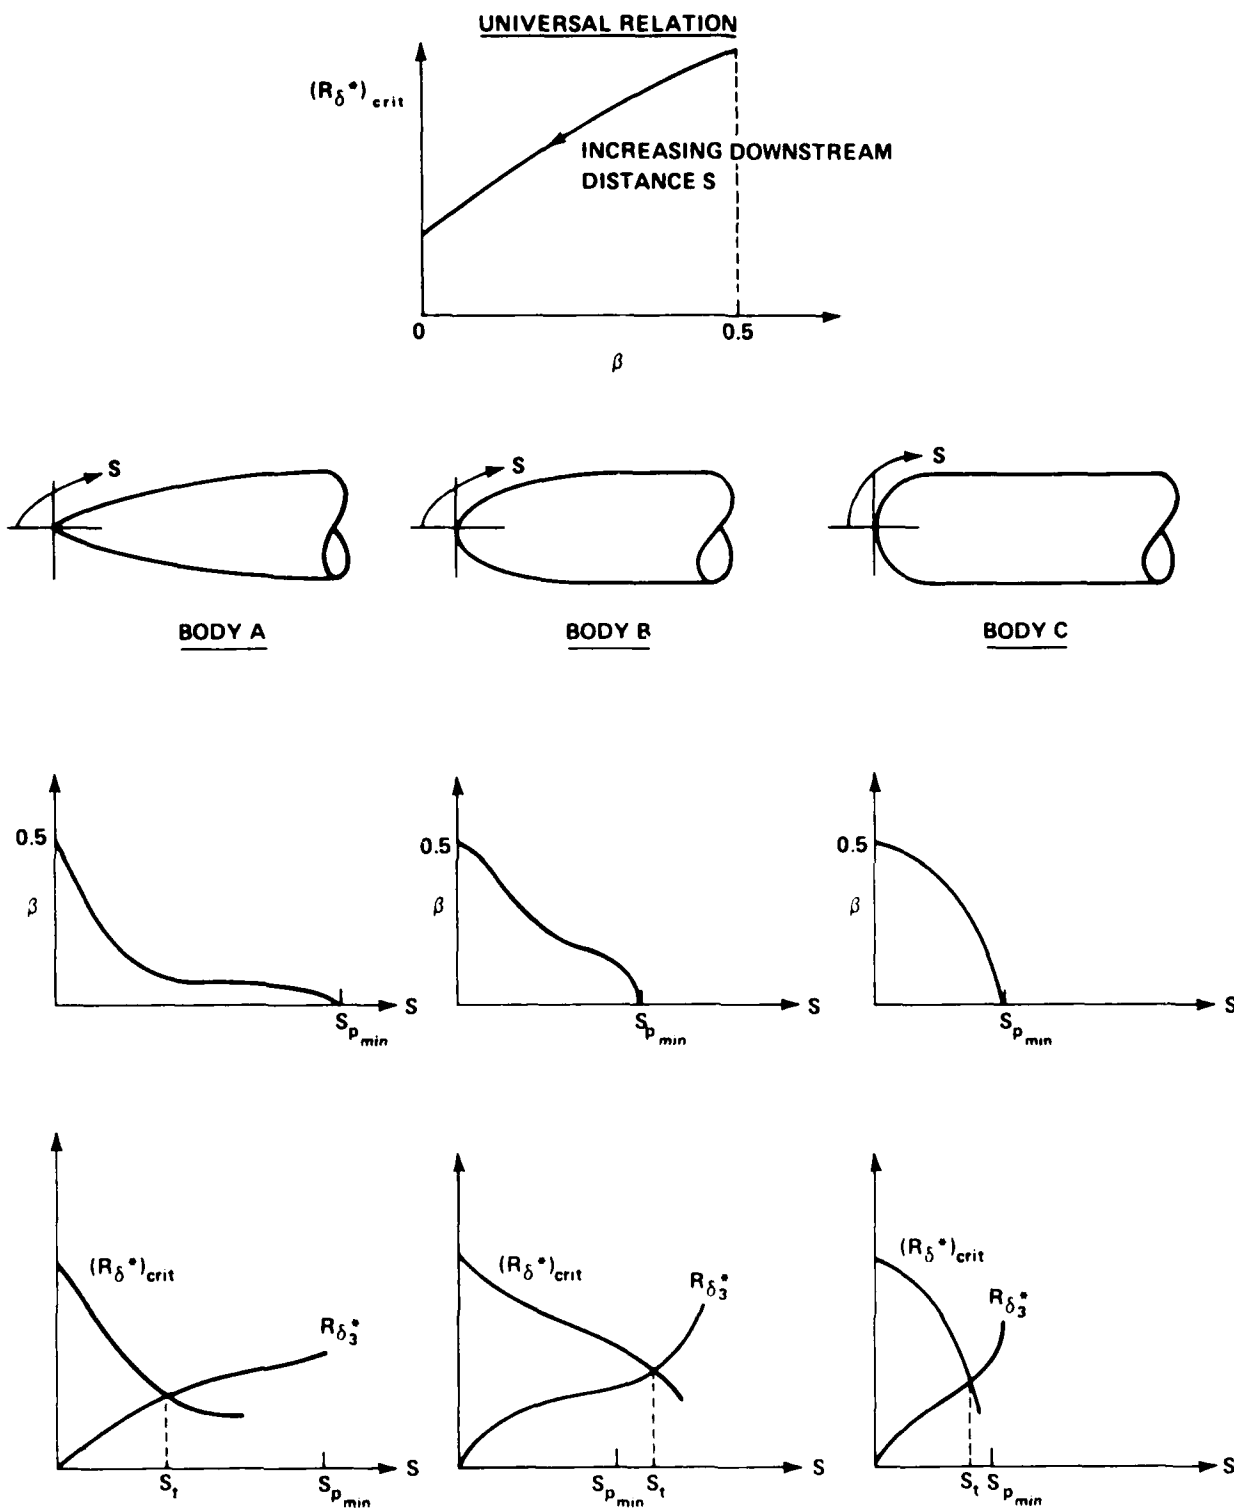 UNIVERSAL RELATION
(Rδ*)crit
INCREASING DOWNSTREAM
DISTANCE S
0
0.5
β
S
S
S
BODY A
BODY B
BODY C
0.5
β
S
Spmin
0.5
β
S
Spmin
β
0.5
S
Spmin
(Rδ*)crit
Rδ3*
St
Spmin
S
(Rδ*)crit
Rδ3*
Spmin
St
S
(Rδ*)crit
Rδ3*
St
Spmin
S